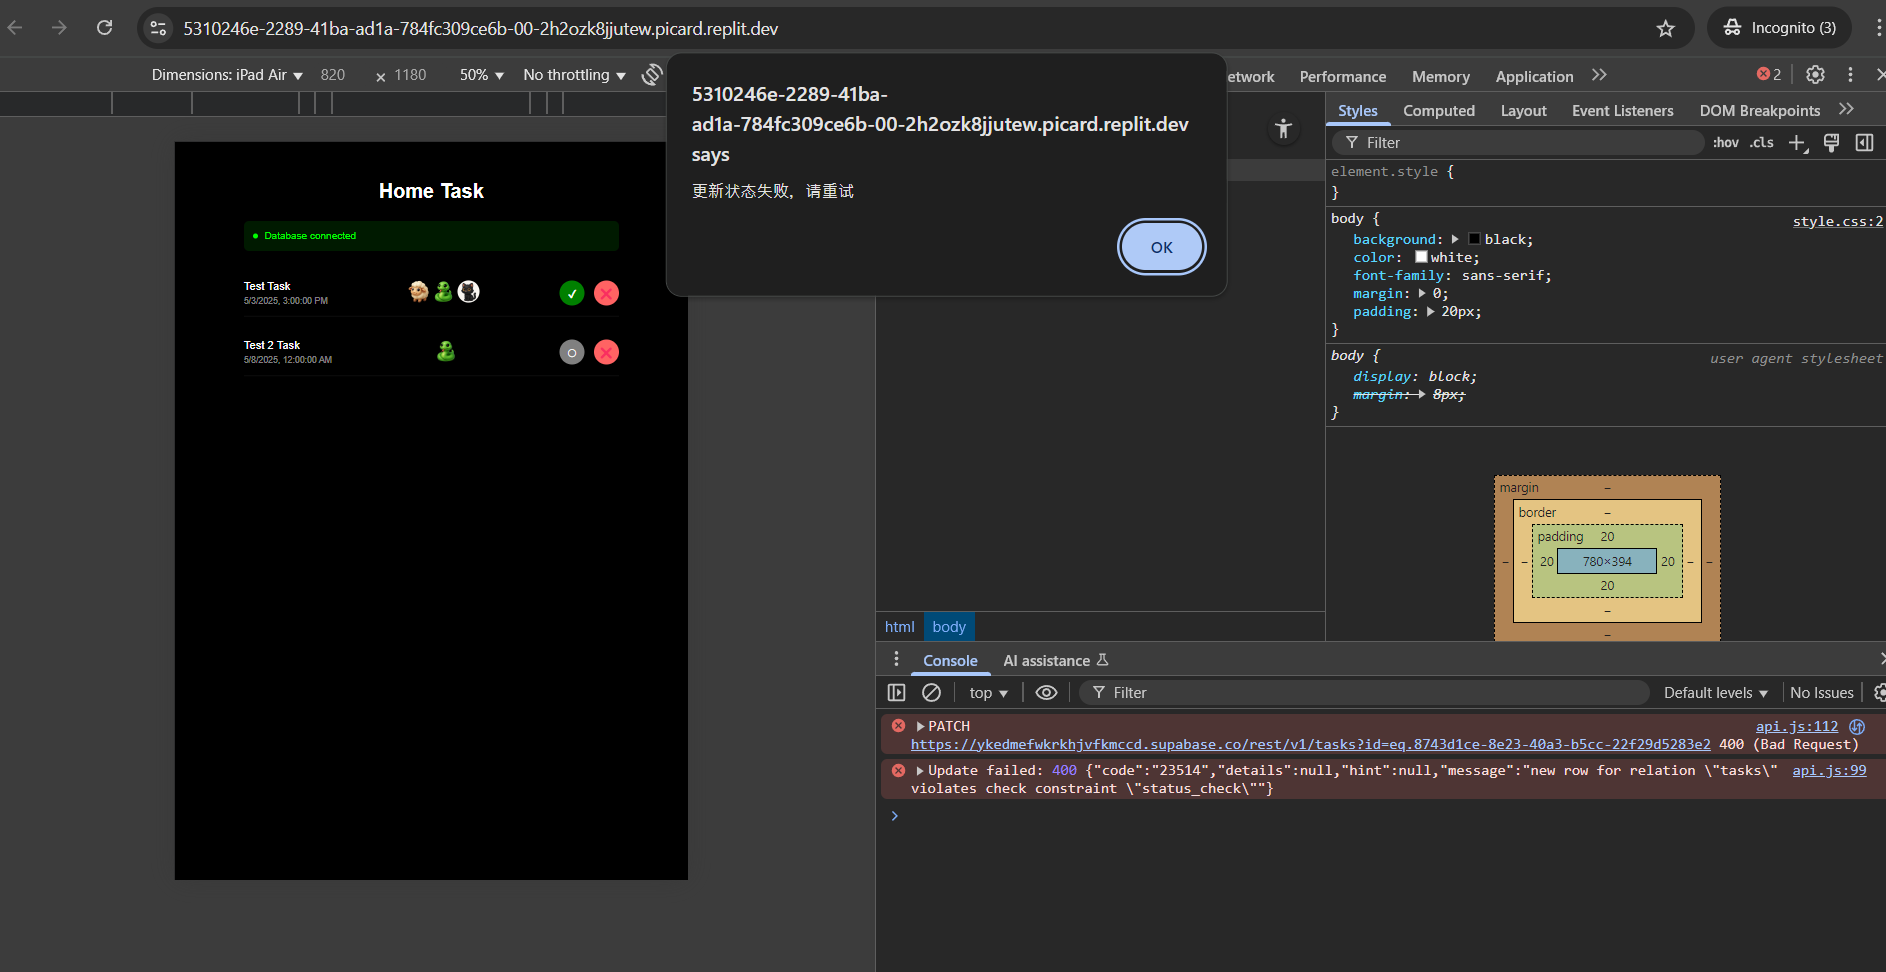 5310246e-2289-41ba-ad1a-784fc309ce6b-00-2h2ozk8jjutew.picard.replit.dev
Incognito (3)
Dimensions: iPad Air ▼ 820 × 1180 50% ▼ No throttling ▼
5310246e-2289-41ba-
ad1a-784fc309ce6b-00-2h2ozk8jjutew.picard.replit.dev
says
更新状态失败，请重试
OK
etwork Performance Memory Application 2
Home Task
Database connected
Test Task
5/3/2025, 3:00:00 PM
Test 2 Task
5/8/2025, 12:00:00 AM
Styles Computed Layout Event Listeners DOM Breakpoints
Filter :hov .cls
element.style {
}
body { style.css:2
background: black;
color: white;
font-family: sans-serif;
margin: 0;
padding: 20px;
}
body { user agent stylesheet
display: block;
margin: 8px;
}
margin –
border –
padding 20
– – 20 780×394 20 – –
20
–
–
html body
Console AI assistance
top ▼ Filter Default levels ▼ No Issues
PATCH api.js:112
https://ykedmefwkrkhjvfkmccd.supabase.co/rest/v1/tasks?id=eq.8743d1ce-8e23-40a3-b5cc-22f29d5283e2 400 (Bad Request)
Update failed: 400 {"code":"23514","details":null,"hint":null,"message":"new row for relation \"tasks\" api.js:99
violates check constraint \"status_check\""}